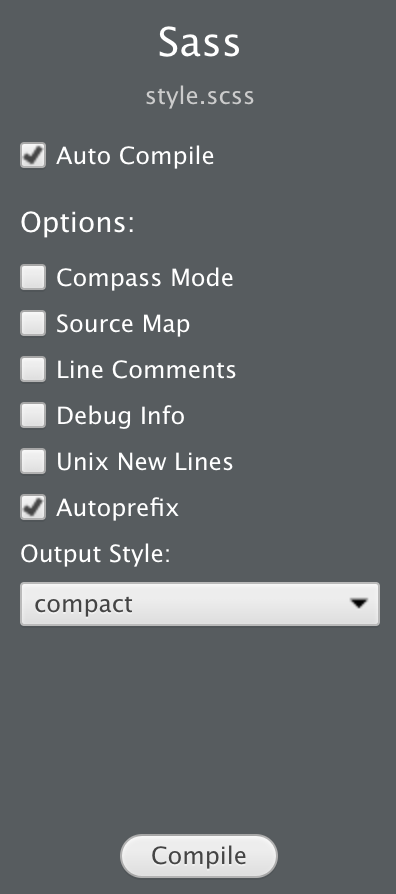 Sass
style.scss
Auto Compile
Options:
Compass Mode
Source Map
Line Comments
Debug Info
Unix New Lines
Autoprefix
Output Style:
compact
Compile